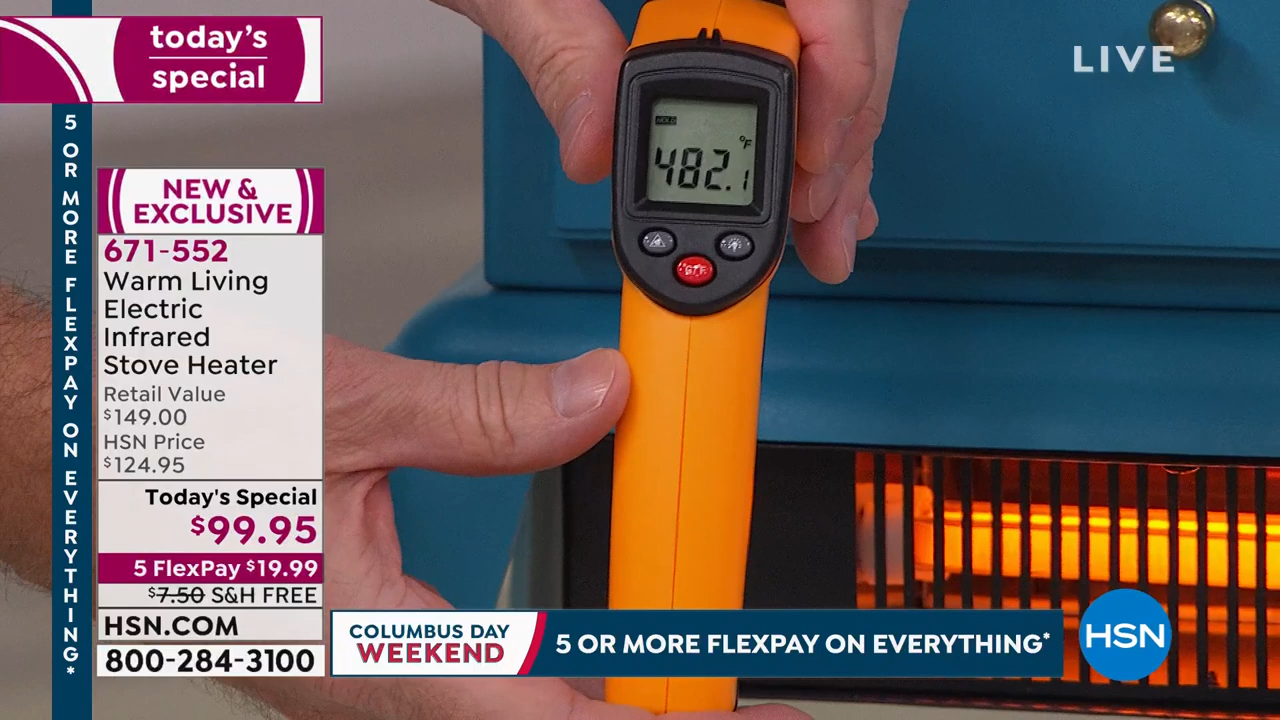 today's
special
LIVE
5 OR MORE FLEXPAY ON EVERYTHING*
NEW &
EXCLUSIVE
671-552
Warm Living
Electric
Infrared
Stove Heater
Retail Value
$149.00
HSN Price
$124.95
Today's Special
$99.95
5 FlexPay $19.99
$7.50 S&H FREE
HSN.COM
800-284-3100
HOLD
°F
482.1
COLUMBUS DAY
WEEKEND
5 OR MORE FLEXPAY ON EVERYTHING*
HSN